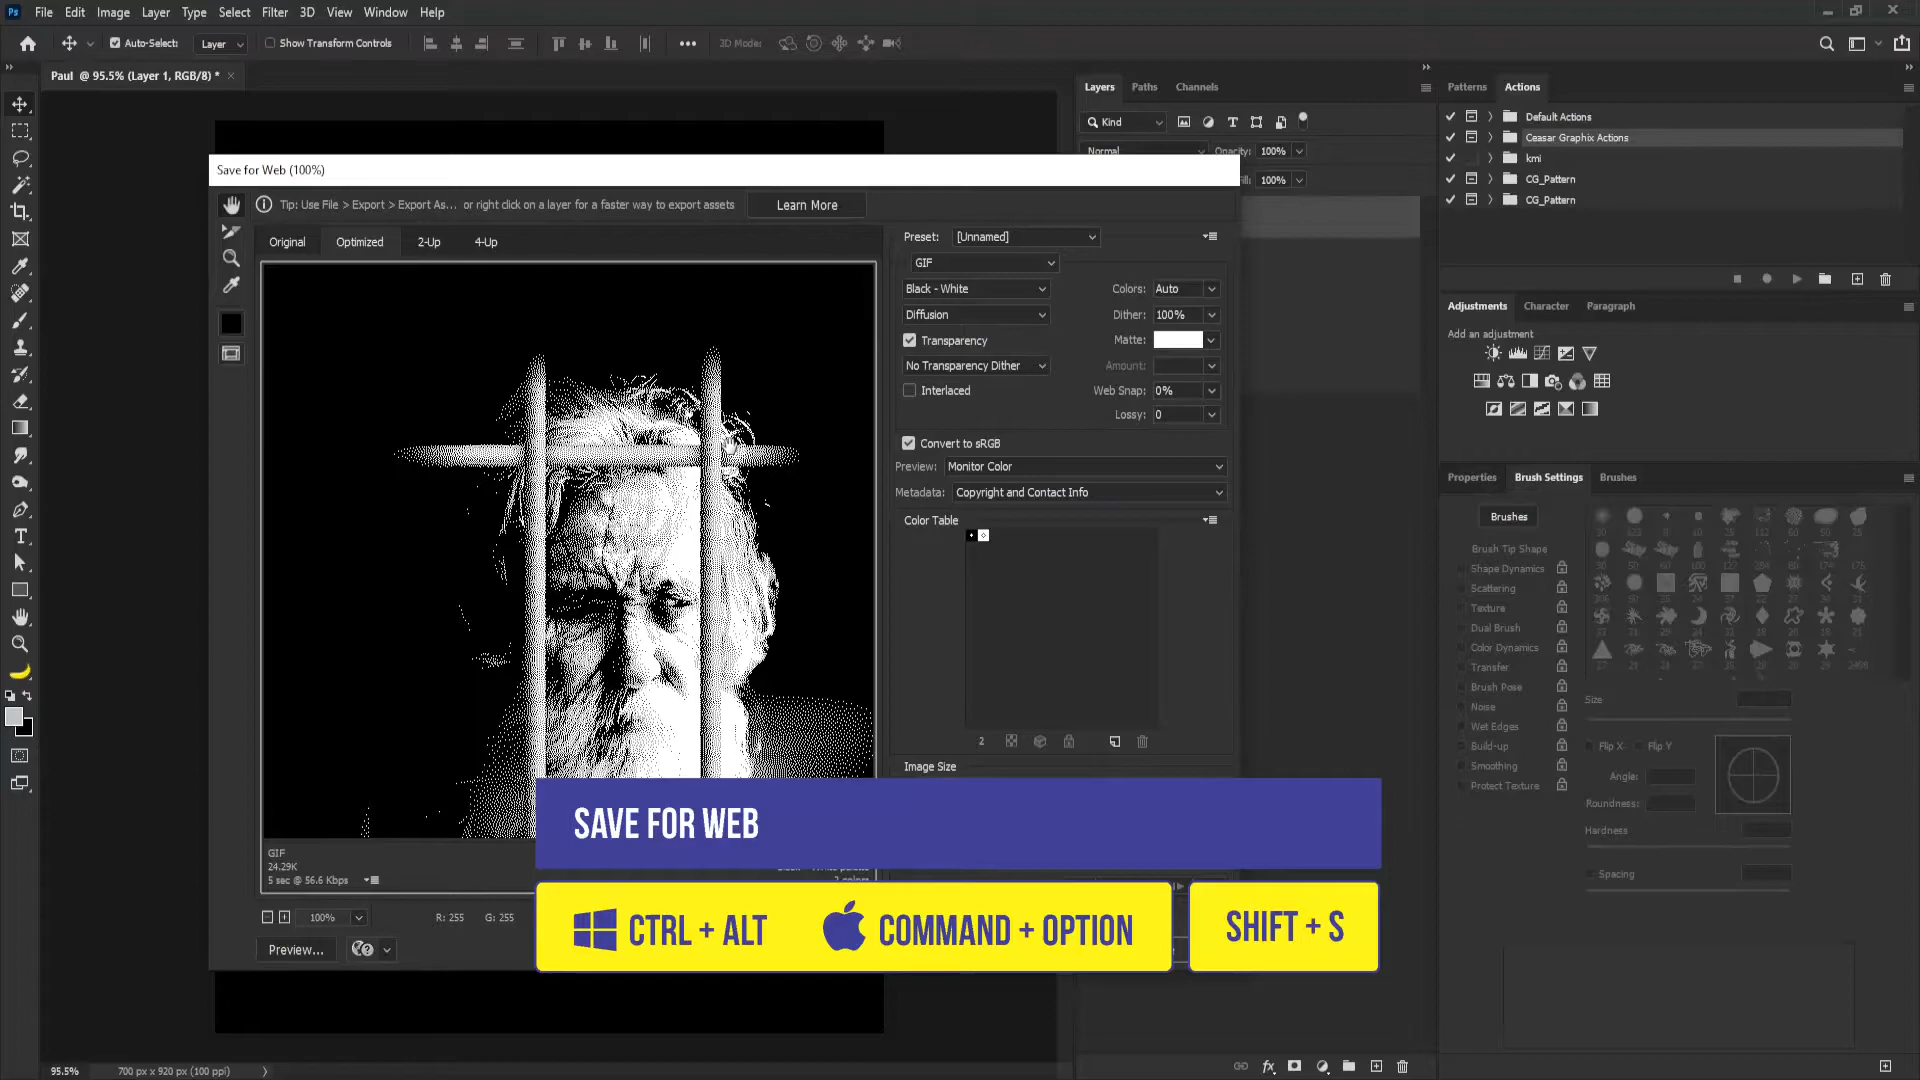 Ps File Edit Image Layer Type Select Filter 3D View Window Help
Auto-Select: Layer Show Transform Controls 3D Mode:
Paul @ 95.5% (Layer 1, RGB/8) *
Layers Paths Channels
Kind
Normal Opacity: 100%
Fill: 100%
Patterns Actions
Default Actions
Ceasar Graphix Actions
kmi
CG_Pattern
CG_Pattern
Adjustments Character Paragraph
Add an adjustment
Properties Brush Settings Brushes
Brushes
Brush Tip Shape
Shape Dynamics
Scattering
Texture
Dual Brush
Color Dynamics
Transfer
Brush Pose
Noise
Wet Edges
Build-up
Smoothing
Protect Texture
Size
Flip X Flip Y
Angle:
Roundness:
Hardness
Spacing
Save for Web (100%)
Tip: Use File > Export > Export As... or right click on a layer for a faster way to export assets
Learn More
Original Optimized 2-Up 4-Up
Preset: [Unnamed]
GIF
Black - White Colors: Auto
Diffusion Dither: 100%
Transparency Matte:
No Transparency Dither Amount:
Interlaced Web Snap: 0%
Lossy: 0
Convert to sRGB
Preview: Monitor Color
Metadata: Copyright and Contact Info
Color Table
2
Image Size
GIF
24.29K
5 sec @ 56.6 Kbps
100% R: 255 G: 255
Preview...
SAVE FOR WEB
CTRL + ALT COMMAND + OPTION SHIFT + S
95.5% 700 px x 920 px (100 ppi)